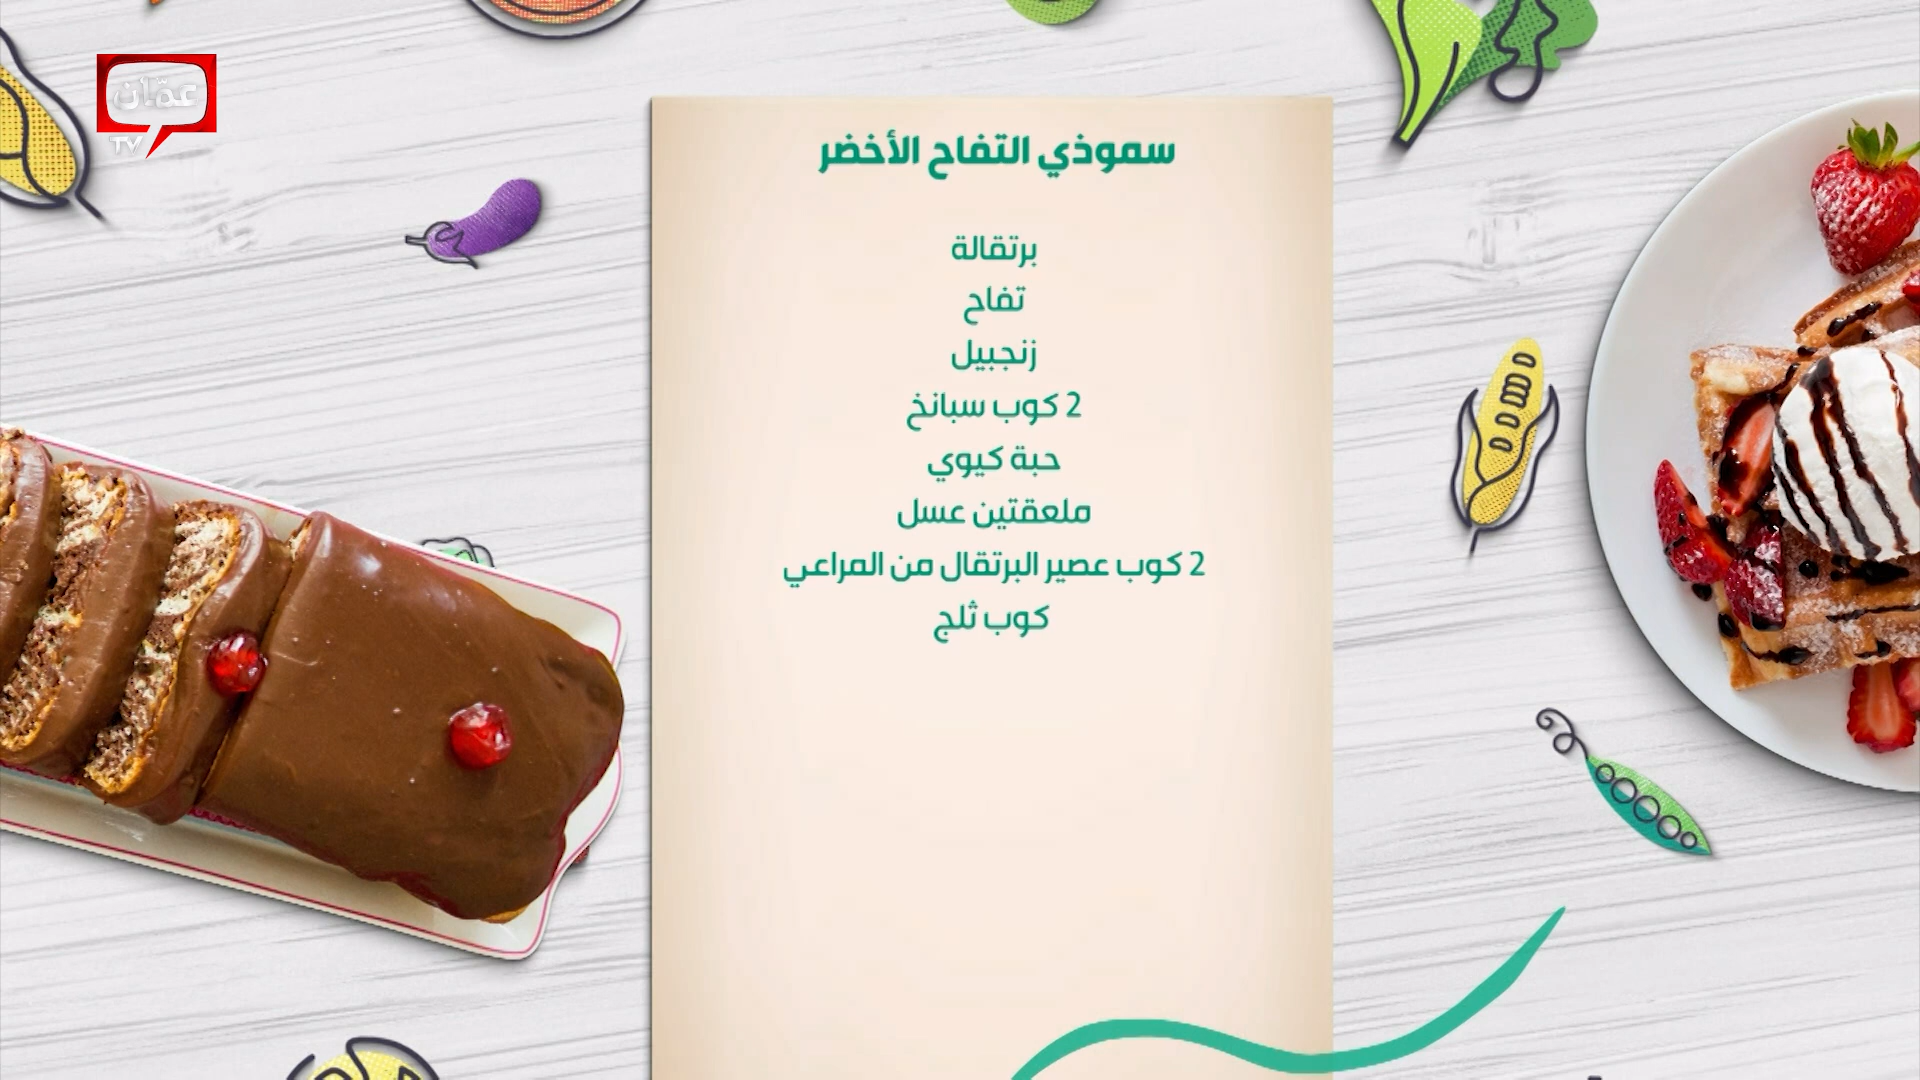 عمّان
TV
سموذي التفاح الأخضر
برتقالة
تفاح
زنجبيل
2 كوب سبانخ
حبة كيوي
ملعقتين عسل
2 كوب عصير البرتقال من المراعي
كوب ثلج